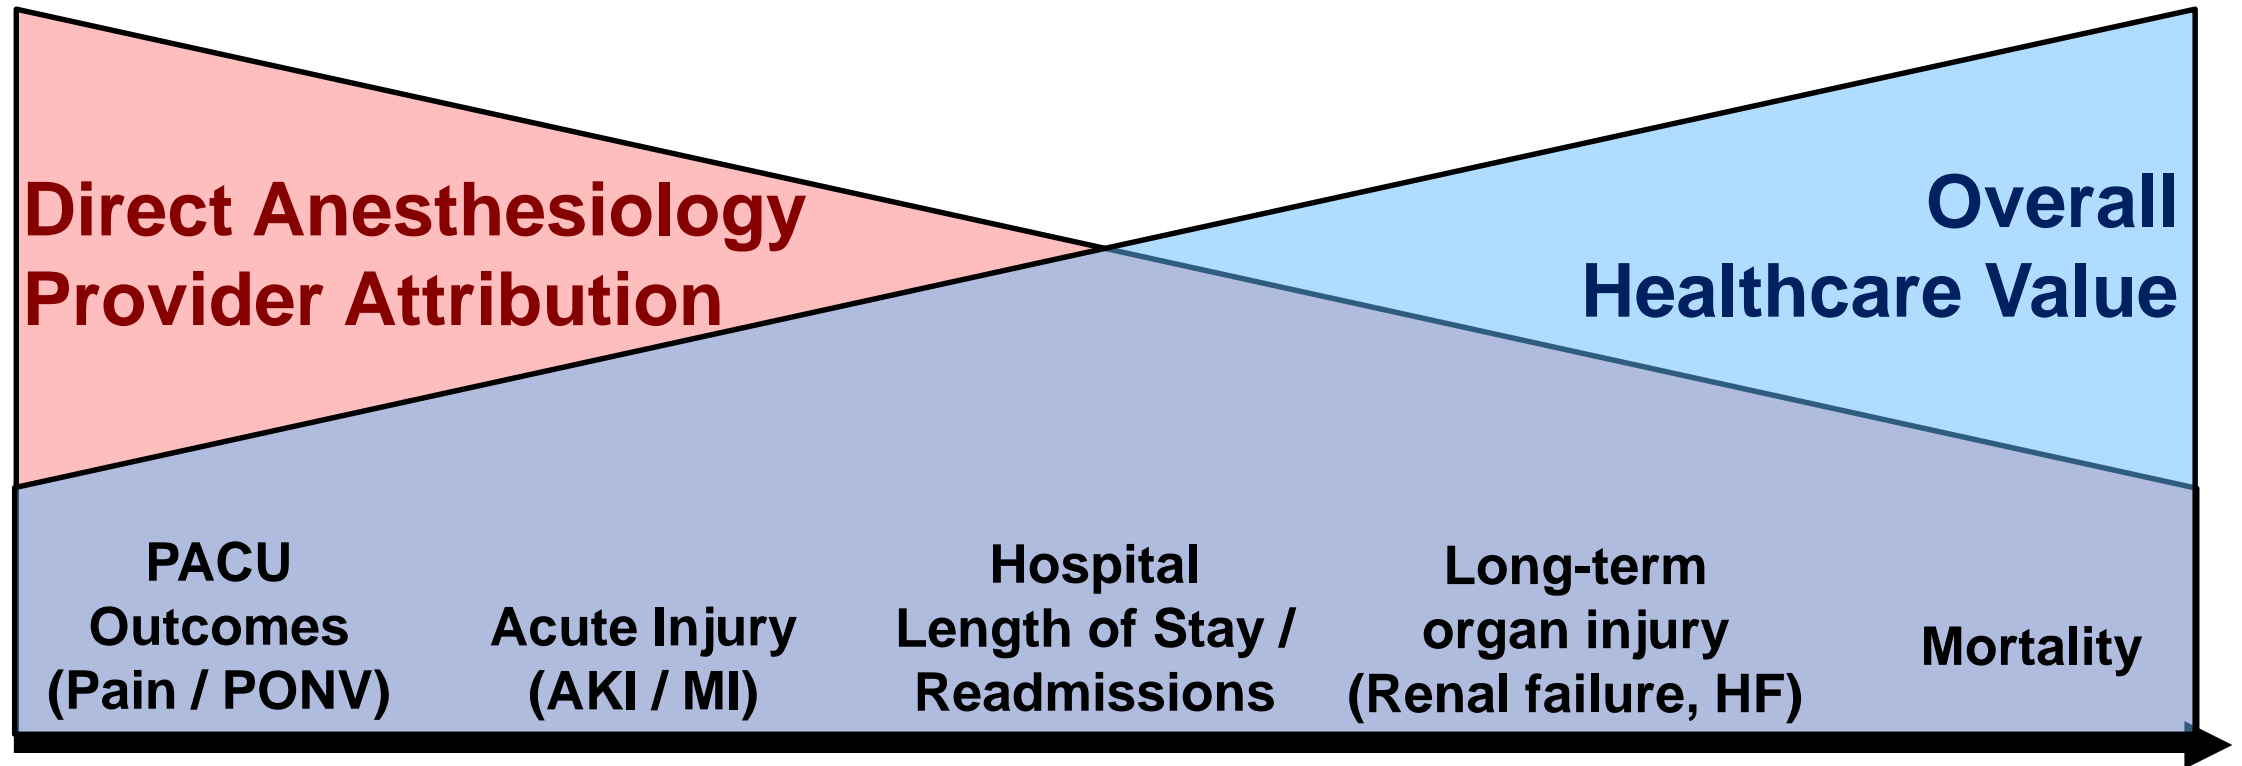 Direct Anesthesiology
Provider Attribution
Overall
Healthcare Value
PACU
Outcomes
(Pain / PONV)
Acute Injury
(AKI / MI)
Hospital
Length of Stay /
Readmissions
Long-term
organ injury
(Renal failure, HF)
Mortality